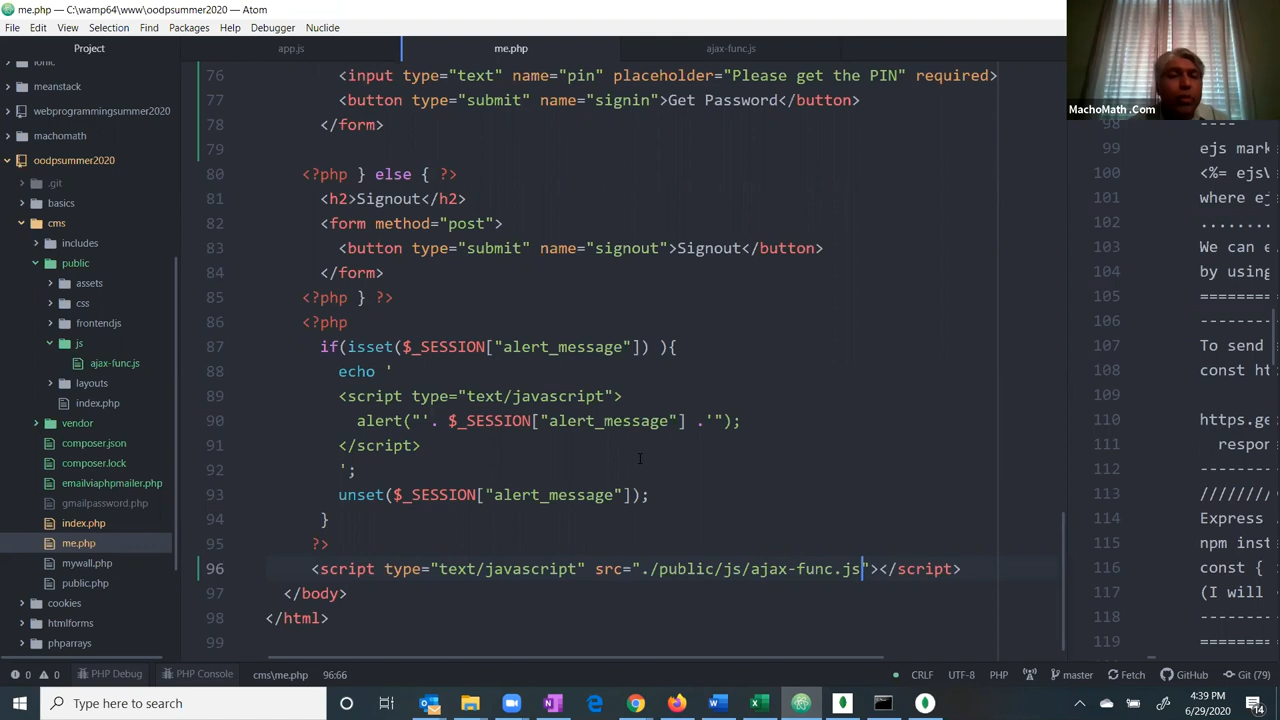 me.php — C:\wamp64\www\oodpsummer2020 — Atom
File Edit View Selection Find Packages Help Debugger Nuclide
Project
app.js
me.php
ajax-func.js
MachoMath .Com
meanstack
webprogrammingsummer2020
machomath
oodpsummer2020
.git
basics
cms
includes
public
assets
css
frontendjs
js
ajax-func.js
layouts
index.php
vendor
composer.json
composer.lock
emailviaphpmailer.php
gmailpassword.php
index.php
me.php
mywall.php
public.php
cookies
htmlforms
phparrays
76 <input type="text" name="pin" placeholder="Please get the PIN" required>
77 <button type="submit" name="signin">Get Password</button>
78 </form>
79
80 <?php } else { ?>
81 <h2>Signout</h2>
82 <form method="post">
83 <button type="submit" name="signout">Signout</button>
84 </form>
85 <?php } ?>
86 <?php
87 if(isset($_SESSION["alert_message"]) ){
88 echo '
89 <script type="text/javascript">
90 alert("'. $_SESSION["alert_message"] .'");
91 </script>
92 ';
93 unset($_SESSION["alert_message"]);
94 }
95 ?>
96 <script type="text/javascript" src="./public/js/ajax-func.js"></script>
97 </body>
98 </html>
99
98 ----
99 ejs mark
100 <%= ejsV
101 where ej
102 ........
103 We can e
104 by using
105 ========
106 --------
107 To send
108 const ht
110 https.ge
111 respon
112 --------
113 ////////
114 Express
115 npm inst
116 const {
117 (I will
118 --------
119 ========
0 0 PHP Debug PHP Console cms\me.php 96:66
CRLF UTF-8 PHP master Fetch GitHub Git (79)
Type here to search
4:39 PM
6/29/2020
14